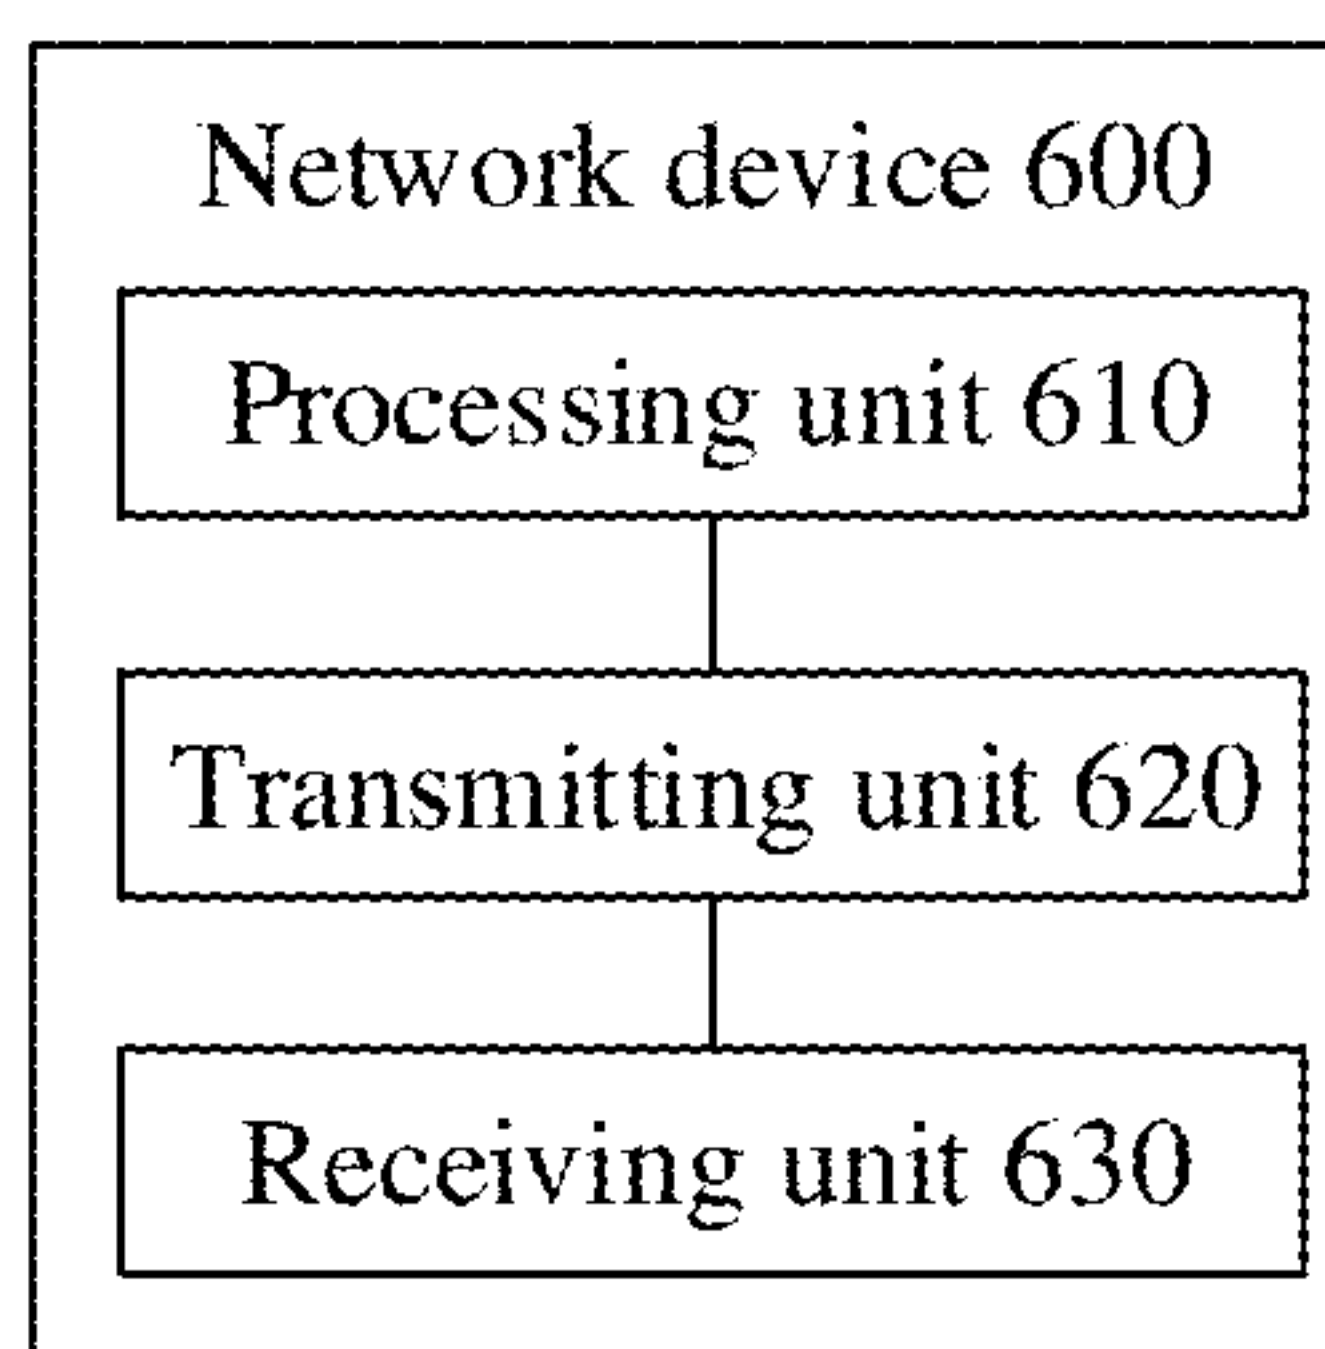 Network device 600
Processing unit 610
Transmitting unit 620
Receiving unit 630